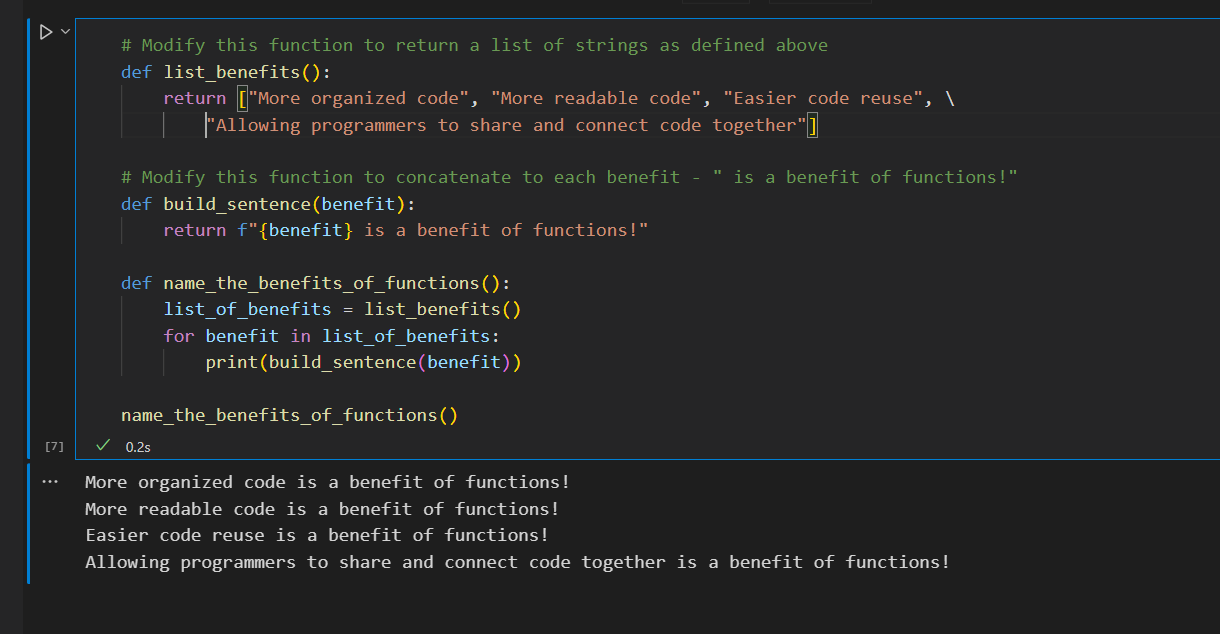 # Modify this function to return a list of strings as defined above
def list_benefits():
    return ["More organized code", "More readable code", "Easier code reuse", \
        "Allowing programmers to share and connect code together"]
# Modify this function to concatenate to each benefit - " is a benefit of functions!"
def build_sentence(benefit):
    return f"{benefit} is a benefit of functions!"
def name_the_benefits_of_functions():
    list_of_benefits = list_benefits()
    for benefit in list_of_benefits:
        print(build_sentence(benefit))
name_the_benefits_of_functions()
[7] ✓ 0.2s
... More organized code is a benefit of functions!
More readable code is a benefit of functions!
Easier code reuse is a benefit of functions!
Allowing programmers to share and connect code together is a benefit of functions!